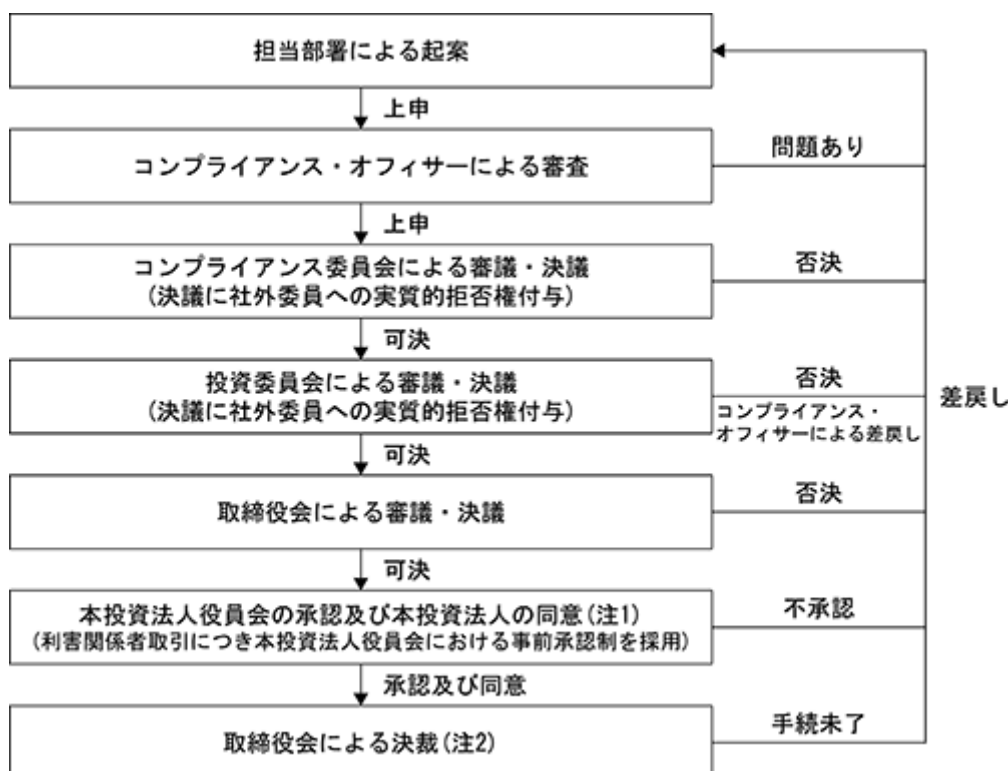 担当部署による起案
上申
コンプライアンス・オフィサーによる審査
問題あり
上申
コンプライアンス委員会による審議・決議
(決議に社外委員への実質的拒否権付与)
否決
可決
投資委員会による審議・決議
(決議に社外委員への実質的拒否権付与)
否決
コンプライアンス・
オフィサーによる差戻し
差戻し
可決
取締役会による審議・決議
否決
可決
本投資法人役員会の承認及び本投資法人の同意(注1)
(利害関係者取引につき本投資法人役員会における事前承認制を採用)
不承認
承認及び同意
取締役会による決裁(注2)
手続未了